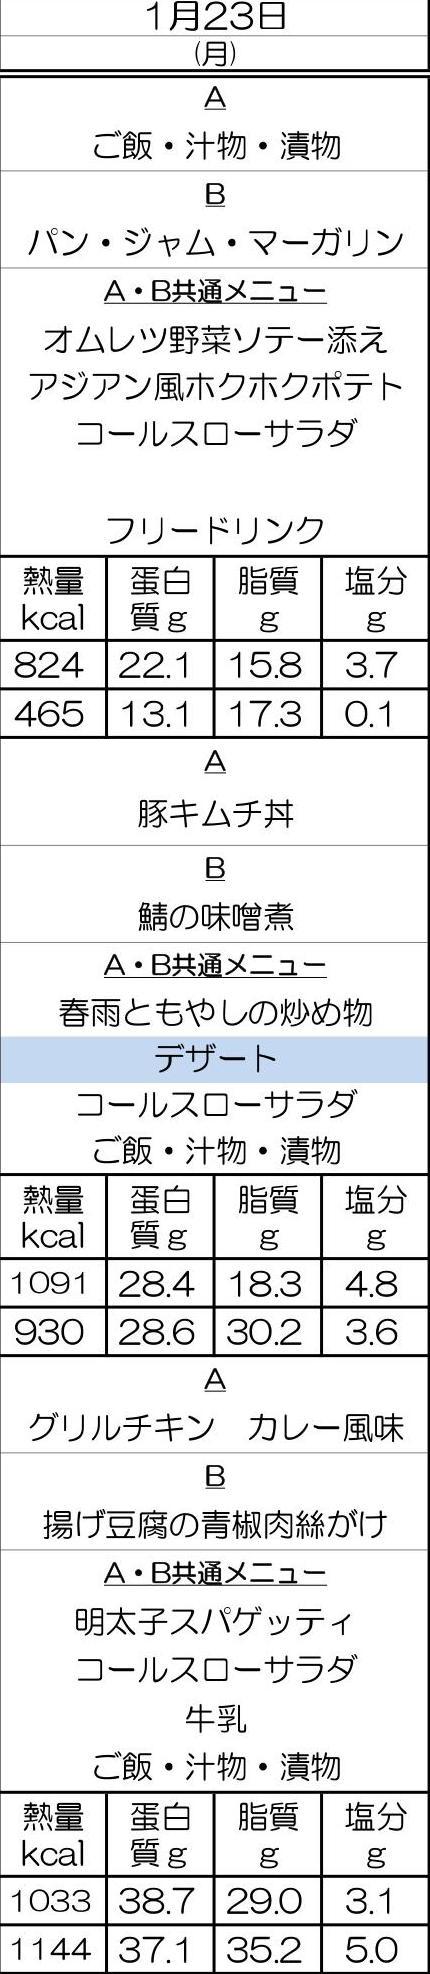 1月23日
(月)
A
ご飯・汁物・漬物
B
パン・ジャム・マーガリン
A・B共通メニュー
オムレツ野菜ソテー添え
アジアン風ホクホクポテト
コールスローサラダ
フリードリンク
熱量 蛋白 脂質 塩分
kcal 質g g g
824 22.1 15.8 3.7
465 13.1 17.3 0.1
A
豚キムチ丼
B
鯖の味噌煮
A・B共通メニュー
春雨ともやしの炒め物
デザート
コールスローサラダ
ご飯・汁物・漬物
熱量 蛋白 脂質 塩分
kcal 質g g g
1091 28.4 18.3 4.8
930 28.6 30.2 3.6
A
グリルチキン　カレー風味
B
揚げ豆腐の青椒肉絲がけ
A・B共通メニュー
明太子スパゲッティ
コールスローサラダ
牛乳
ご飯・汁物・漬物
熱量 蛋白 脂質 塩分
kcal 質g g g
1033 38.7 29.0 3.1
1144 37.1 35.2 5.0